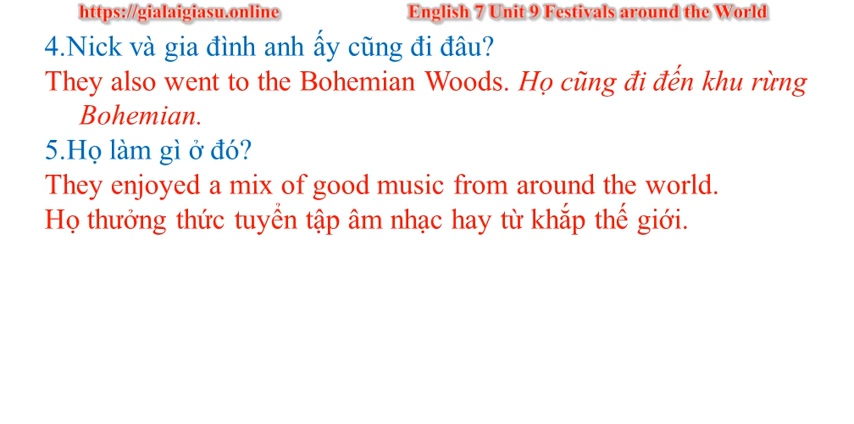 https://gialaigiasu.online English 7 Unit 9 Festivals around the World
4.Nick và gia đình anh ấy cũng đi đâu?
They also went to the Bohemian Woods. Họ cũng đi đến khu rừng
Bohemian.
5.Họ làm gì ở đó?
They enjoyed a mix of good music from around the world.
Họ thưởng thức tuyển tập âm nhạc hay từ khắp thế giới.